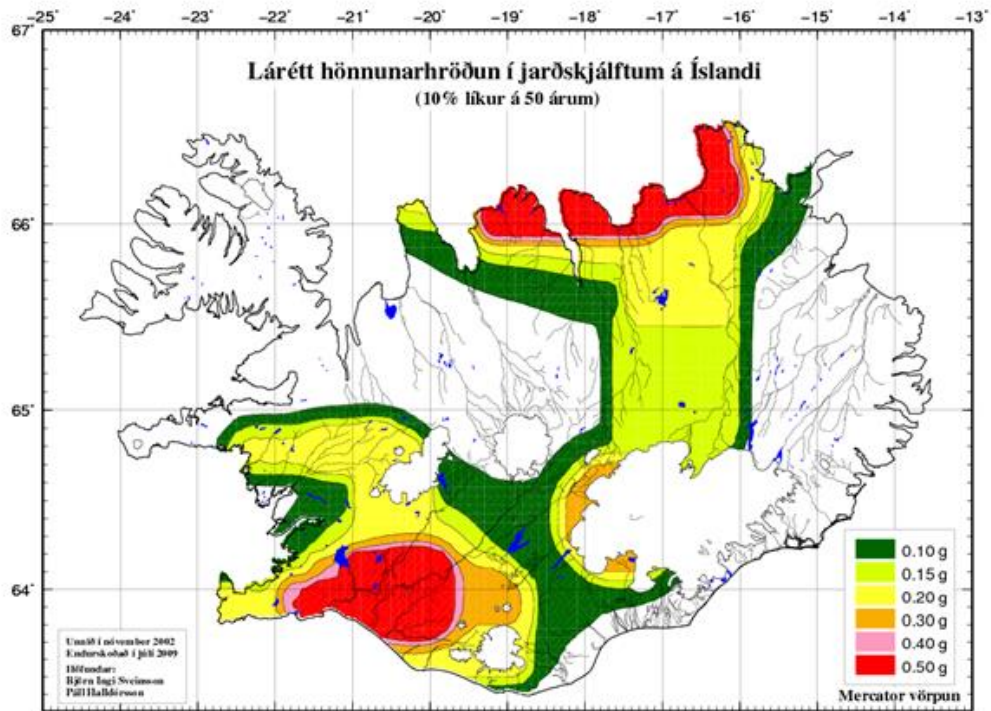 -25° -24° -23° -22° -21° -20° -19° -18° -17° -16° -15° -14° -13°
67°
Lárétt hönnunarhröðun í jarðskjálftum á Íslandi
(10% líkur á 50 árum)
66°
65°
64°
0.10 g
0.15 g
0.20 g
0.30 g
0.40 g
0.50 g
Unnið í nóvember 2002
Endurskoðað í júlí 2009
Höfundar:
Björn Ingi Sveinsson
Páll Halldórsson
Mercator vörpun